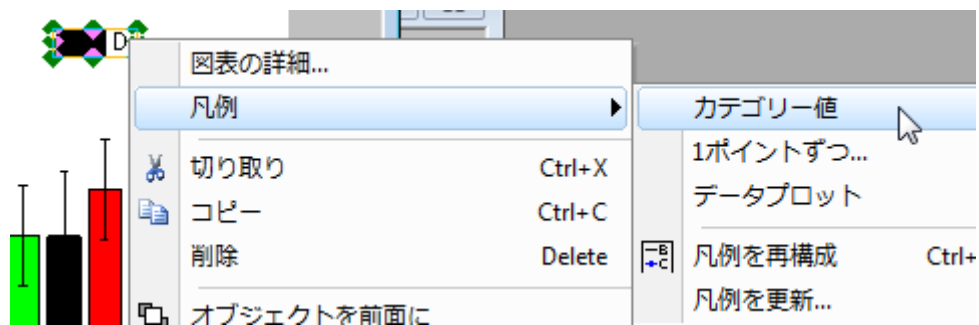 D
図表の詳細...
凡例
カテゴリー値
1ポイントずつ...
切り取り Ctrl+X
データプロット
コピー Ctrl+C
削除 Delete
凡例を再構成 Ctrl+
凡例を更新...
オブジェクトを前面に